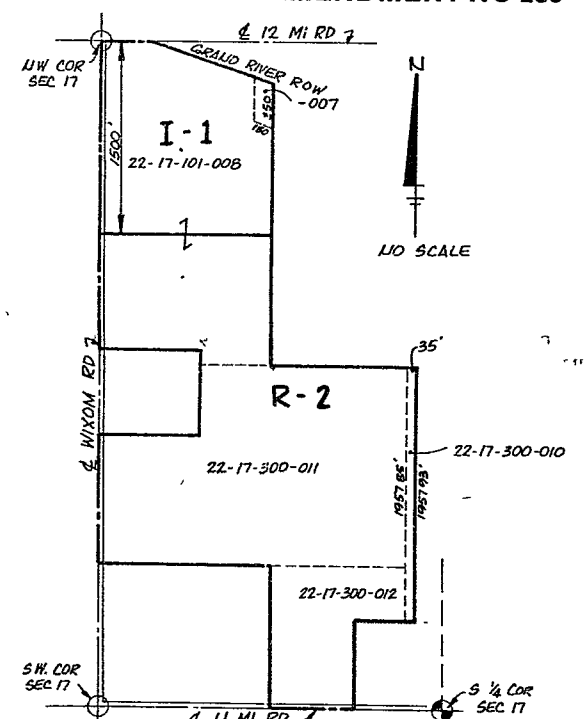 ℄ 12 MI RD
NW COR
SEC 17
GRAND RIVER ROW
-007
150'
150
N
I-1
1500'
22-17-101-008
Z
NO SCALE
35'
℄ WIXOM RD
R-2
22-17-300-010
22-17-300-011
1957.85'
1957.93'
22-17-300-012
SW. COR
SEC 17
S ¼ COR
SEC 17
℄ 11 MI RD